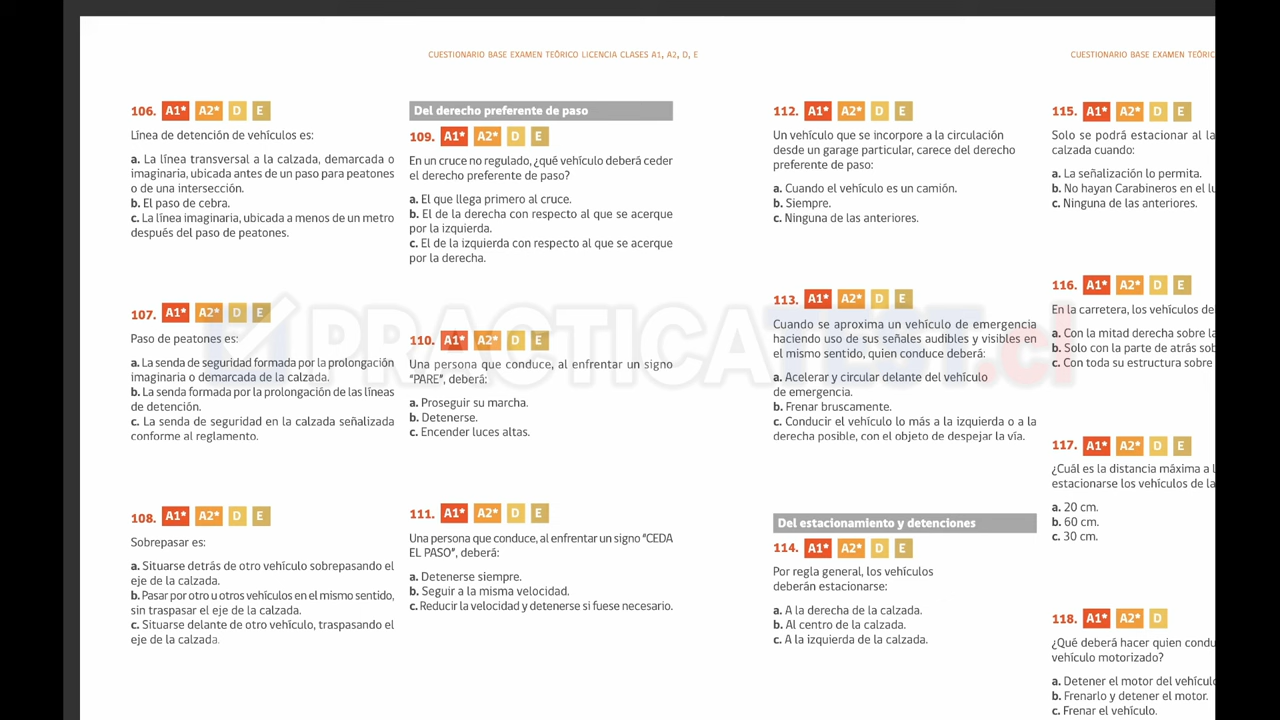 CUESTIONARIO BASE EXAMEN TEÓRICO LICENCIA CLASES A1, A2, D, E
106. A1* A2* D E
Línea de detención de vehículos es:
a. La línea transversal a la calzada, demarcada o
imaginaria, ubicada antes de un paso para peatones
o de una intersección.
b. El paso de cebra.
c. La línea imaginaria, ubicada a menos de un metro
después del paso de peatones.
107. A1* A2* D E
Paso de peatones es:
a. La senda de seguridad formada por la prolongación
imaginaria o demarcada de la calzada.
b. La senda formada por la prolongación de las líneas
de detención.
c. La senda de seguridad en la calzada señalizada
conforme al reglamento.
108. A1* A2* D E
Sobrepasar es:
a. Situarse detrás de otro vehículo sobrepasando el
eje de la calzada.
b. Pasar por otro u otros vehículos en el mismo sentido,
sin traspasar el eje de la calzada.
c. Situarse delante de otro vehículo, traspasando el
eje de la calzada.
Del derecho preferente de paso
109. A1* A2* D E
En un cruce no regulado, ¿qué vehículo deberá ceder
el derecho preferente de paso?
a. El que llega primero al cruce.
b. El de la derecha con respecto al que se acerque
por la izquierda.
c. El de la izquierda con respecto al que se acerque
por la derecha.
110. A1* A2* D E
Una persona que conduce, al enfrentar un signo
“PARE”, deberá:
a. Proseguir su marcha.
b. Detenerse.
c. Encender luces altas.
111. A1* A2* D E
Una persona que conduce, al enfrentar un signo “CEDA
EL PASO”, deberá:
a. Detenerse siempre.
b. Seguir a la misma velocidad.
c. Reducir la velocidad y detenerse si fuese necesario.
CUESTIONARIO BASE EXAMEN TEÓRIC
112. A1* A2* D E
Un vehículo que se incorpore a la circulación
desde un garage particular, carece del derecho
preferente de paso:
a. Cuando el vehículo es un camión.
b. Siempre.
c. Ninguna de las anteriores.
113. A1* A2* D E
Cuando se aproxima un vehículo de emergencia
haciendo uso de sus señales audibles y visibles en
el mismo sentido, quien conduce deberá:
a. Acelerar y circular delante del vehículo
de emergencia.
b. Frenar bruscamente.
c. Conducir el vehículo lo más a la izquierda o a la
derecha posible, con el objeto de despejar la vía.
Del estacionamiento y detenciones
114. A1* A2* D E
Por regla general, los vehículos
deberán estacionarse:
a. A la derecha de la calzada.
b. Al centro de la calzada.
c. A la izquierda de la calzada.
115. A1* A2* D E
Solo se podrá estacionar al la
calzada cuando:
a. La señalización lo permita.
b. No hayan Carabineros en el lu
c. Ninguna de las anteriores.
116. A1* A2* D E
En la carretera, los vehículos de
a. Con la mitad derecha sobre la
b. Solo con la parte de atrás sob
c. Con toda su estructura sobre
117. A1* A2* D E
¿Cuál es la distancia máxima a l
estacionarse los vehículos de la
a. 20 cm.
b. 60 cm.
c. 30 cm.
118. A1* A2* D
¿Qué deberá hacer quien condu
vehículo motorizado?
a. Detener el motor del vehículo
b. Frenarlo y detener el motor.
c. Frenar el vehículo.
PRACTICATEST.cl